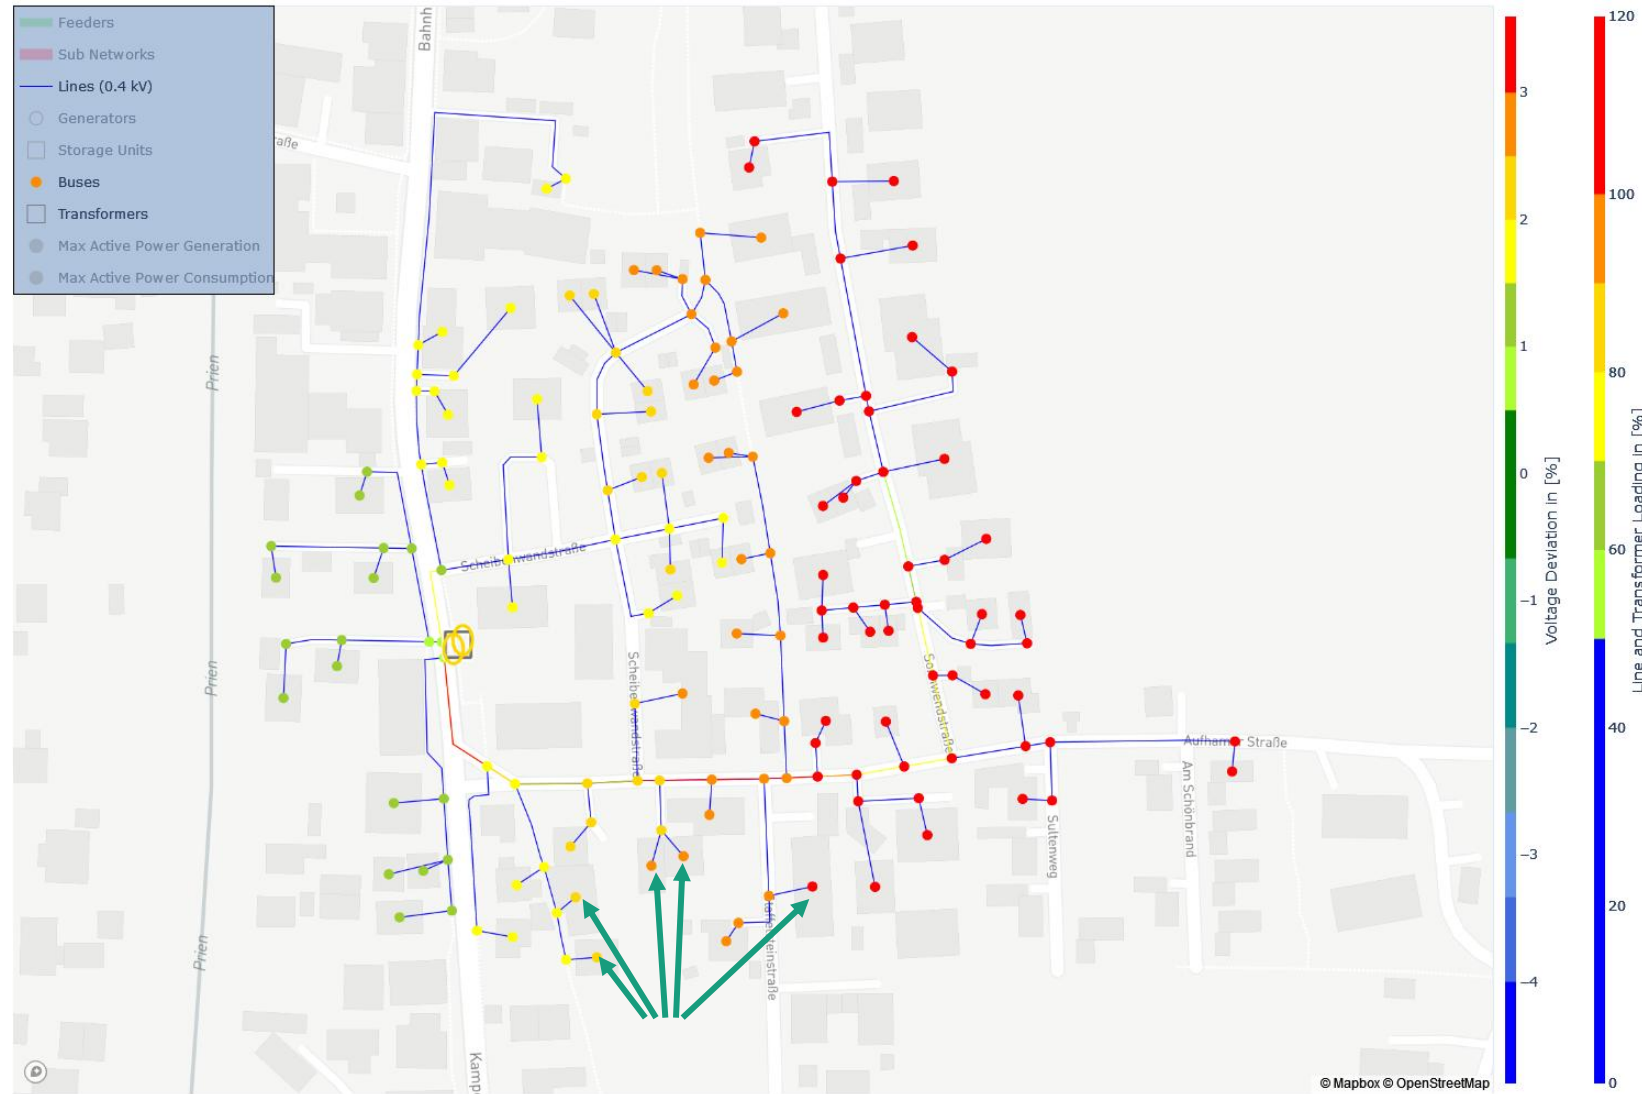 Feeders
Sub Networks
Lines (0.4 kV)
Generators
Storage Units
Buses
Transformers
Max Active Power Generation
Max Active Power Consumption
Bahnh
raße
Prien
Prien
Prien
Scheibenwandstraße
Scheibenwandstraße
Sonnwendstraße
Aufhamer Straße
Am Schönbrand
Sultenweg
Staffelsteinstraße
Kamp
© Mapbox © OpenStreetMap
3
2
1
0
−1
−2
−3
−4
Voltage Deviation in [%]
120
100
80
60
40
20
0
Line and Transformer Loading in [%]